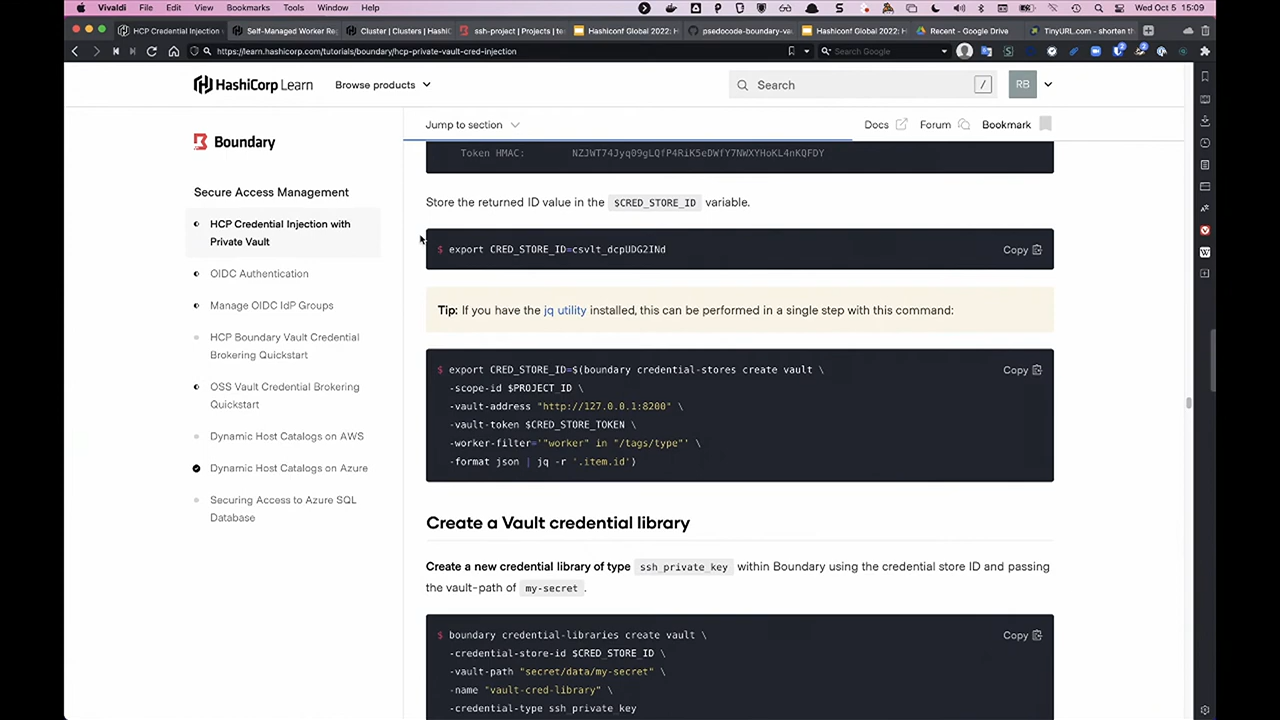 Vivaldi File Edit View Bookmarks Tools Window Help
Wed Oct 5 15:09
HCP Credential Injection
Self-Managed Worker Re
Cluster | Clusters | HashiC
ssh-project | Projects | te
Hashiconf Global 2022: H
psedocode-boundary-va
Hashiconf Global 2022: H
Recent - Google Drive
TinyURL.com - shorten th
https://learn.hashicorp.com/tutorials/boundary/hcp-private-vault-cred-injection
Search Google
HashiCorp Learn
Browse products
Search
/
RB
Boundary
Secure Access Management
HCP Credential Injection with
Private Vault
OIDC Authentication
Manage OIDC IdP Groups
HCP Boundary Vault Credential
Brokering Quickstart
OSS Vault Credential Brokering
Quickstart
Dynamic Host Catalogs on AWS
Dynamic Host Catalogs on Azure
Securing Access to Azure SQL
Database
Jump to section
Docs
Forum
Bookmark
Token HMAC: NZJWT74Jyq09gLQfP4RiK5eDWfY7NWXYHoKL4nKQFDY
Store the returned ID value in the $CRED_STORE_ID variable.
$ export CRED_STORE_ID=csvlt_dcpUDG2INd
Copy
Tip: If you have the jq utility installed, this can be performed in a single step with this command:
$ export CRED_STORE_ID=$(boundary credential-stores create vault \
Copy
-scope-id $PROJECT_ID \
-vault-address "http://127.0.0.1:8200" \
-vault-token $CRED_STORE_TOKEN \
-worker-filter='"worker" in "/tags/type"' \
-format json | jq -r '.item.id')
Create a Vault credential library
Create a new credential library of type ssh_private_key within Boundary using the credential store ID and passing
the vault-path of my-secret .
$ boundary credential-libraries create vault \
Copy
-credential-store-id $CRED_STORE_ID \
-vault-path "secret/data/my-secret" \
-name "vault-cred-library" \
-credential-type ssh_private_key